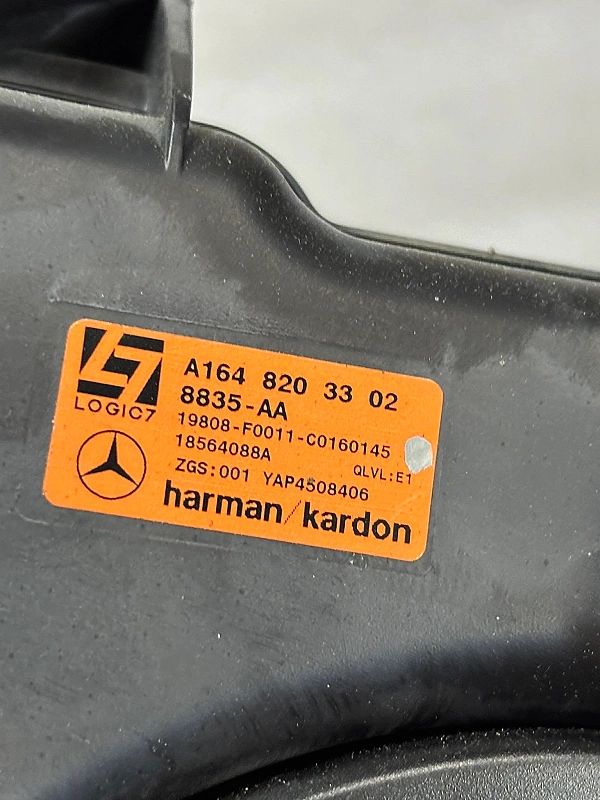 LOGIC7
A164 820 33 02
8835-AA
19808-F0011-C0160145
18564088A
QLVL:E1
ZGS:001 YAP4508406
harman/kardon